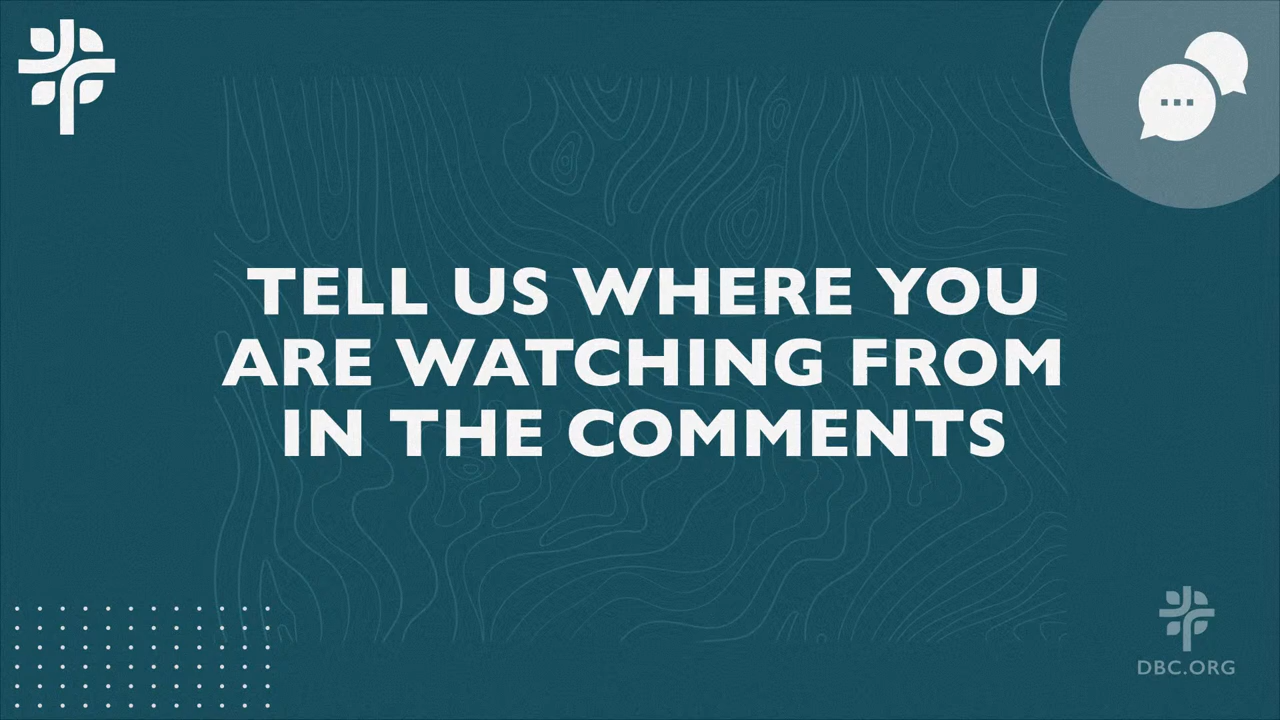 TELL US WHERE YOU
ARE WATCHING FROM
IN THE COMMENTS
DBC.ORG